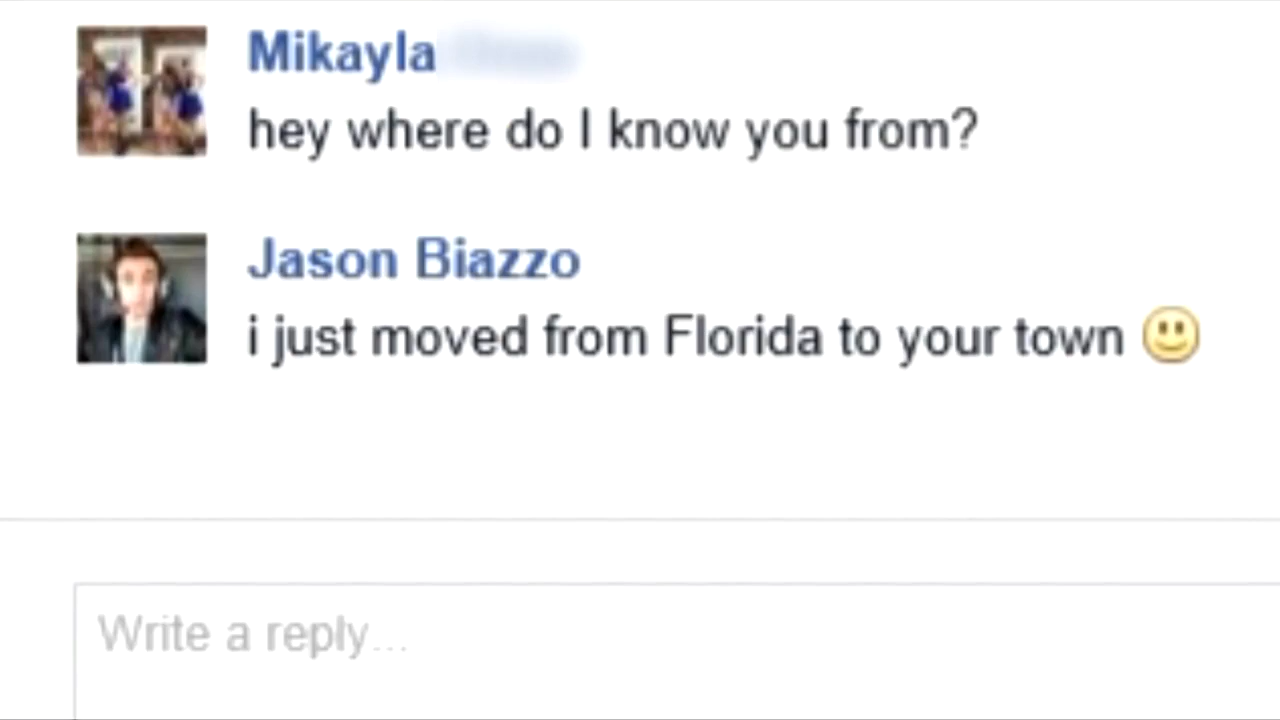 Mikayla
hey where do I know you from?
Jason Biazzo
i just moved from Florida to your town
Write a reply...